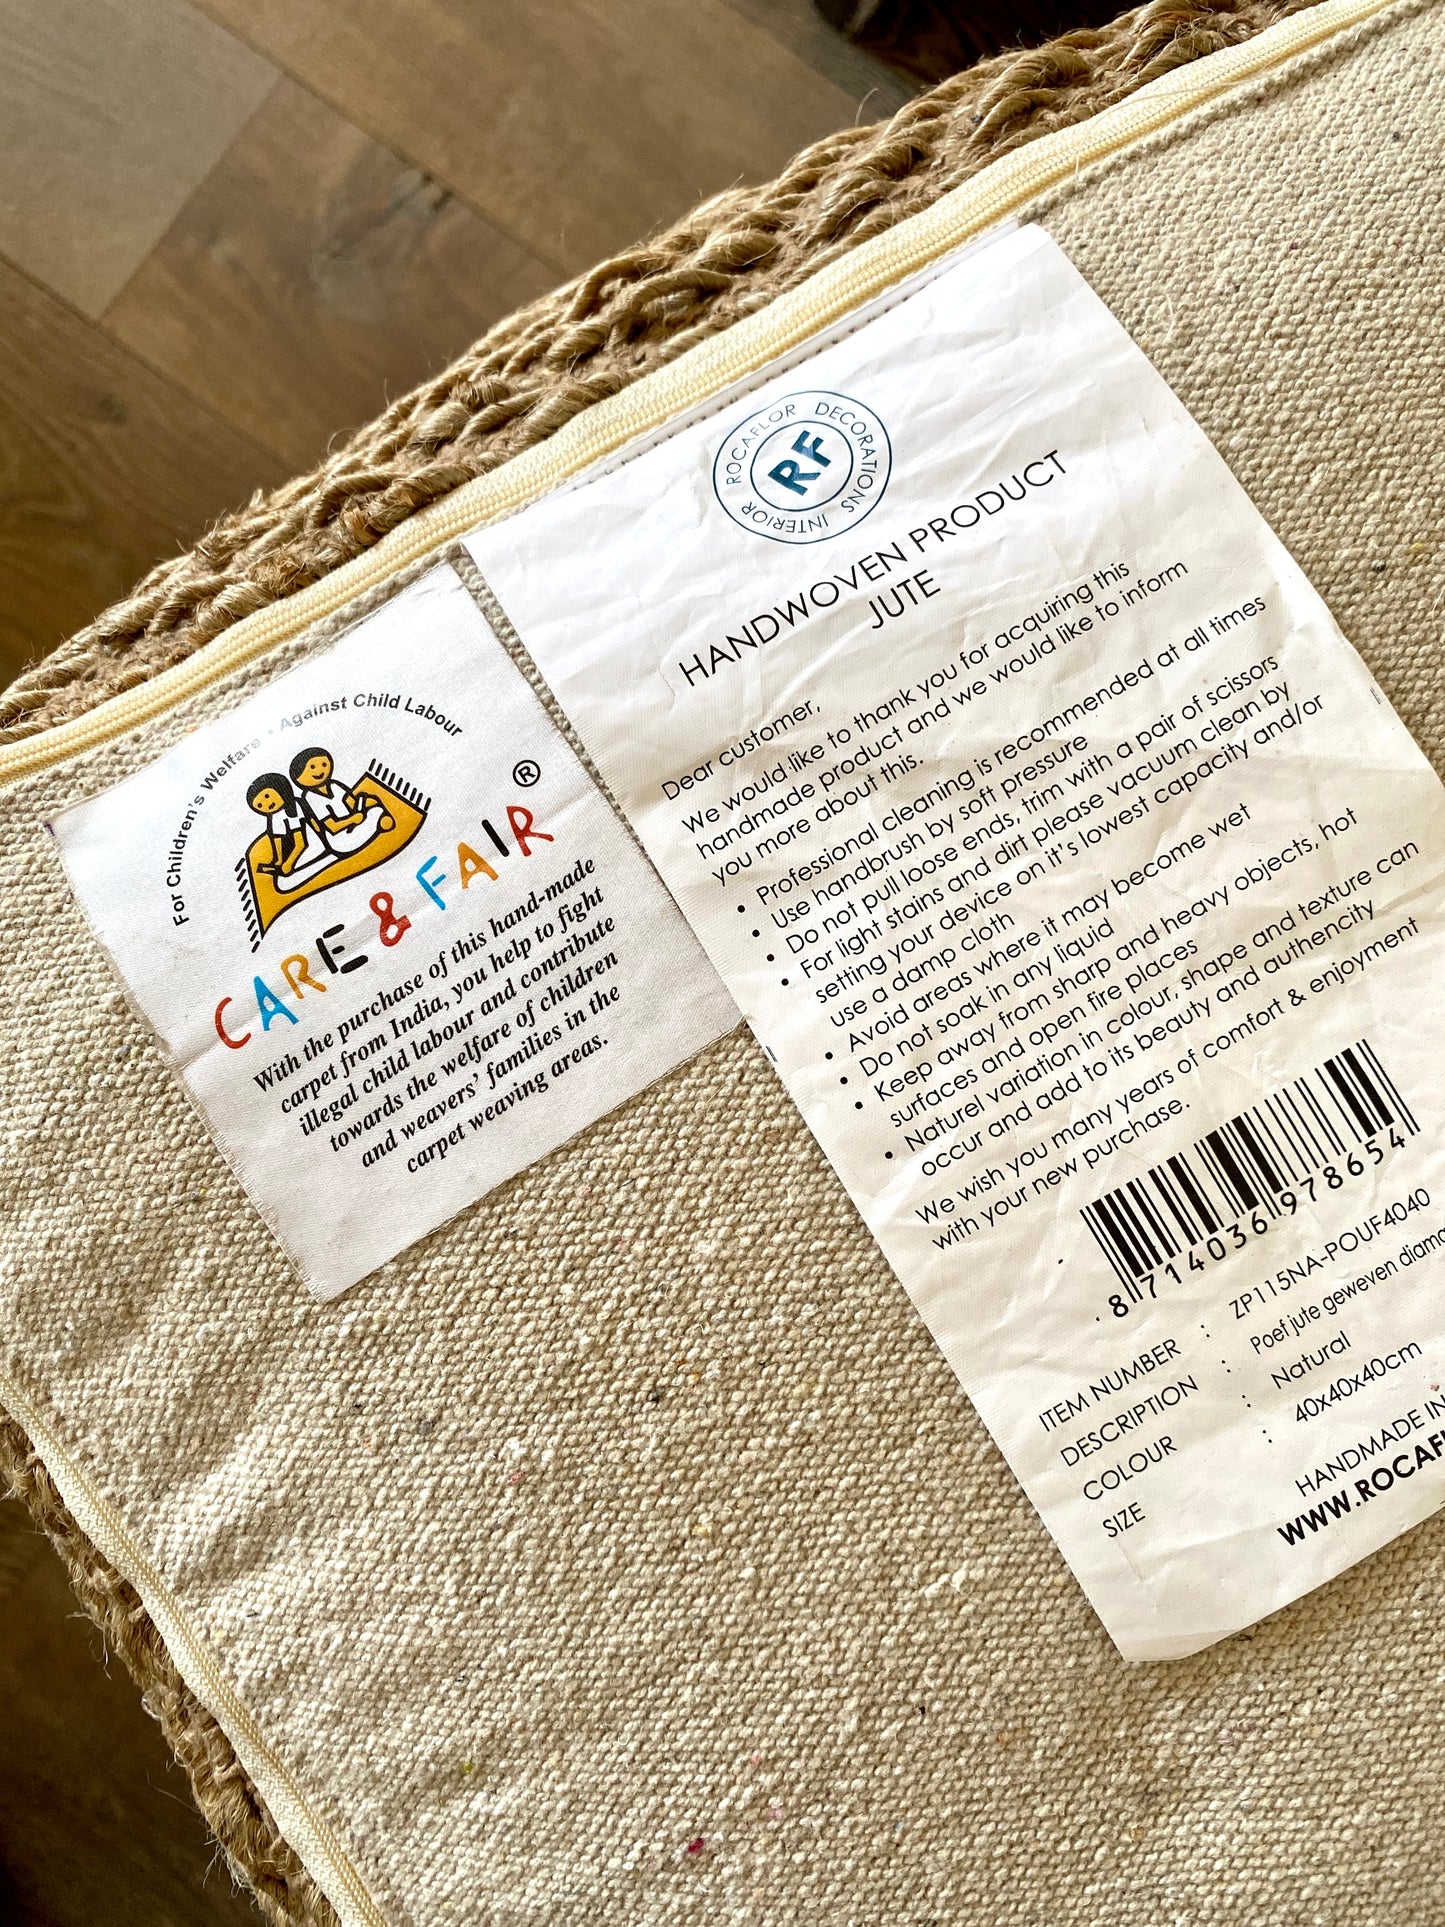 For Children's Welfare • Against Child Labour
CARE & FAIR ®
With the purchase of this hand-made
carpet from India, you help to fight
illegal child labour and contribute
towards the welfare of children
and weavers' families in the
carpet weaving areas.
ROCAFLOR DECORATIONS INTERIOR
RF
HANDWOVEN PRODUCT
JUTE
Dear customer,
We would like to thank you for acquiring this
handmade product and we would like to inform
you more about this.
• Professional cleaning is recommended at all times
• Use handbrush by soft pressure
• Do not pull loose ends, trim with a pair of scissors
• For light stains and dirt please vacuum clean by
setting your device on it's lowest capacity and/or
use a damp cloth
• Avoid areas where it may become wet
• Do not soak in any liquid
• Keep away from sharp and heavy objects, hot
surfaces and open fire places
• Naturel variation in colour, shape and texture can
occur and add to its beauty and authencity
We wish you many years of comfort & enjoyment
with your new purchase.
8714036978654
ITEM NUMBER : ZP115NA-POUF4040
DESCRIPTION : Poef jute geweven
COLOUR : Natural
SIZE : 40x40x40cm
HANDMADE IN